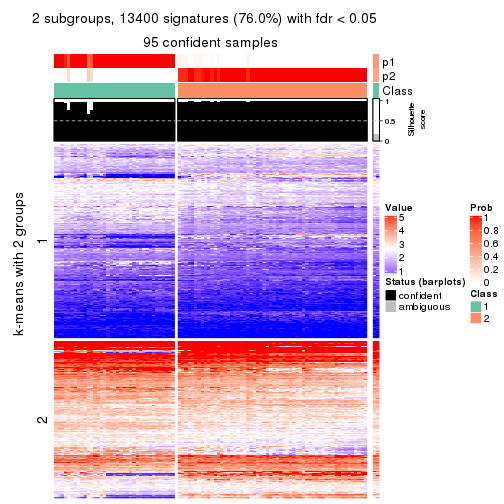 2 subgroups, 13400 signatures (76.0%) with fdr < 0.05
95 confident samples
p1
p2
Class
1
0.5
0
Silhouette
score
k-means with 2 groups
1
2
Value
5
4
3
2
1
Status (barplots)
confident
ambiguous
Prob
1
0.8
0.6
0.4
0.2
0
Class
1
2